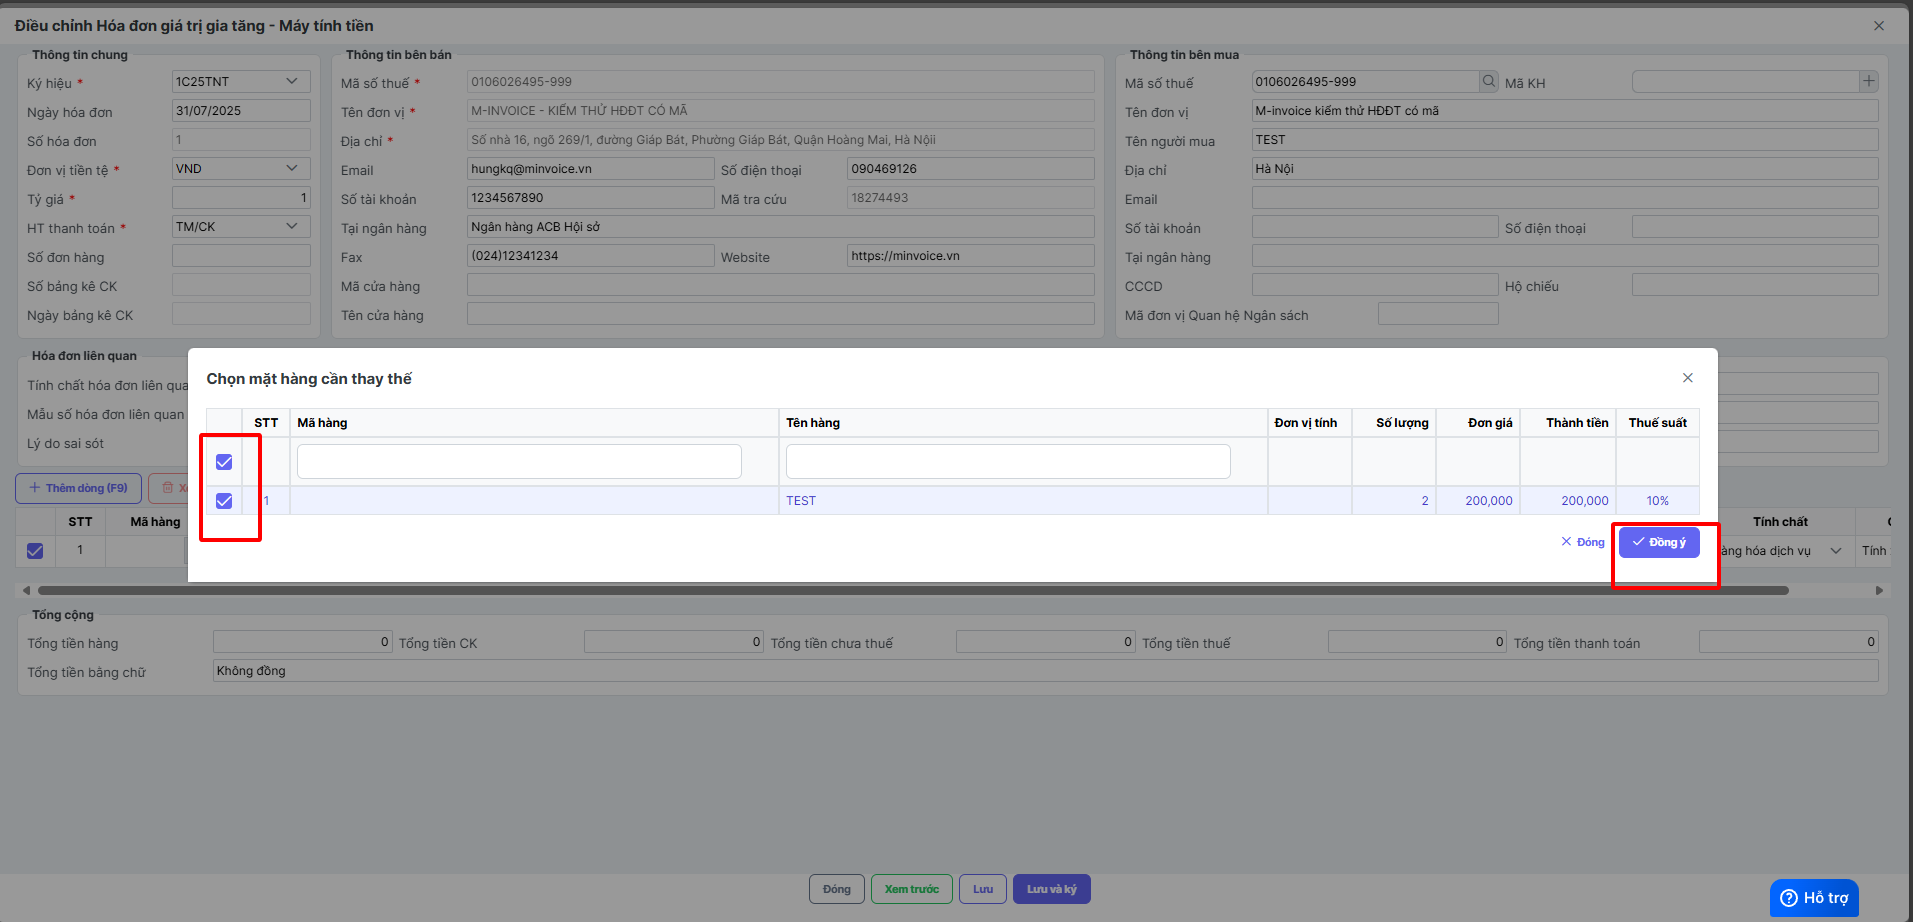 Điều chỉnh Hóa đơn giá trị gia tăng - Máy tính tiền
Thông tin chung
Ký hiệu * 1C25TNT
Ngày hóa đơn 31/07/2025
Số hóa đơn 1
Đơn vị tiền tệ * VND
Tỷ giá * 1
HT thanh toán * TM/CK
Số đơn hàng
Số bảng kê CK
Ngày bảng kê CK
Thông tin bên bán
Mã số thuế * 0106026495-999
Tên đơn vị * M-INVOICE - KIỂM THỬ HĐĐT CÓ MÃ
Địa chỉ * Số nhà 16, ngõ 269/1, đường Giáp Bát, Phường Giáp Bát, Quận Hoàng Mai, Hà Nộii
Email hungkq@minvoice.vn Số điện thoại 090469126
Số tài khoản 1234567890 Mã tra cứu 18274493
Tại ngân hàng Ngân hàng ACB Hội sở
Fax (024)12341234 Website https://minvoice.vn
Mã cửa hàng
Tên cửa hàng
Thông tin bên mua
Mã số thuế 0106026495-999 Mã KH
Tên đơn vị M-invoice kiểm thử HĐĐT có mã
Tên người mua TEST
Địa chỉ Hà Nội
Email
Số tài khoản Số điện thoại
Tại ngân hàng
CCCD Hộ chiếu
Mã đơn vị Quan hệ Ngân sách
Hóa đơn liên quan
Tính chất hóa đơn liên qua
Mẫu số hóa đơn liên quan
Lý do sai sót
Chọn mặt hàng cần thay thế
STT Mã hàng Tên hàng Đơn vị tính Số lượng Đơn giá Thành tiền Thuế suất
1 TEST 2 200,000 200,000 10%
Đóng Đồng ý
Thêm dòng (F9)
STT Mã hàng Tính chất
1 àng hóa dịch vụ Tính
Tổng cộng
Tổng tiền hàng 0 Tổng tiền CK 0 Tổng tiền chưa thuế 0 Tổng tiền thuế 0 Tổng tiền thanh toán 0
Tổng tiền bằng chữ Không đồng
Đóng Xem trước Lưu Lưu và ký
Hỗ trợ